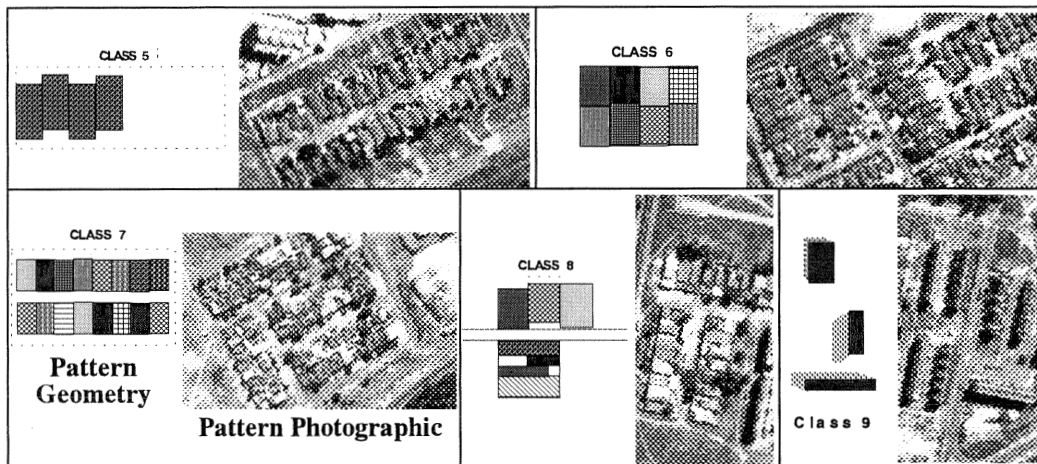 CLASS 5
CLASS 6
CLASS 7
Pattern
Geometry
Pattern Photographic
CLASS 8
Class 9